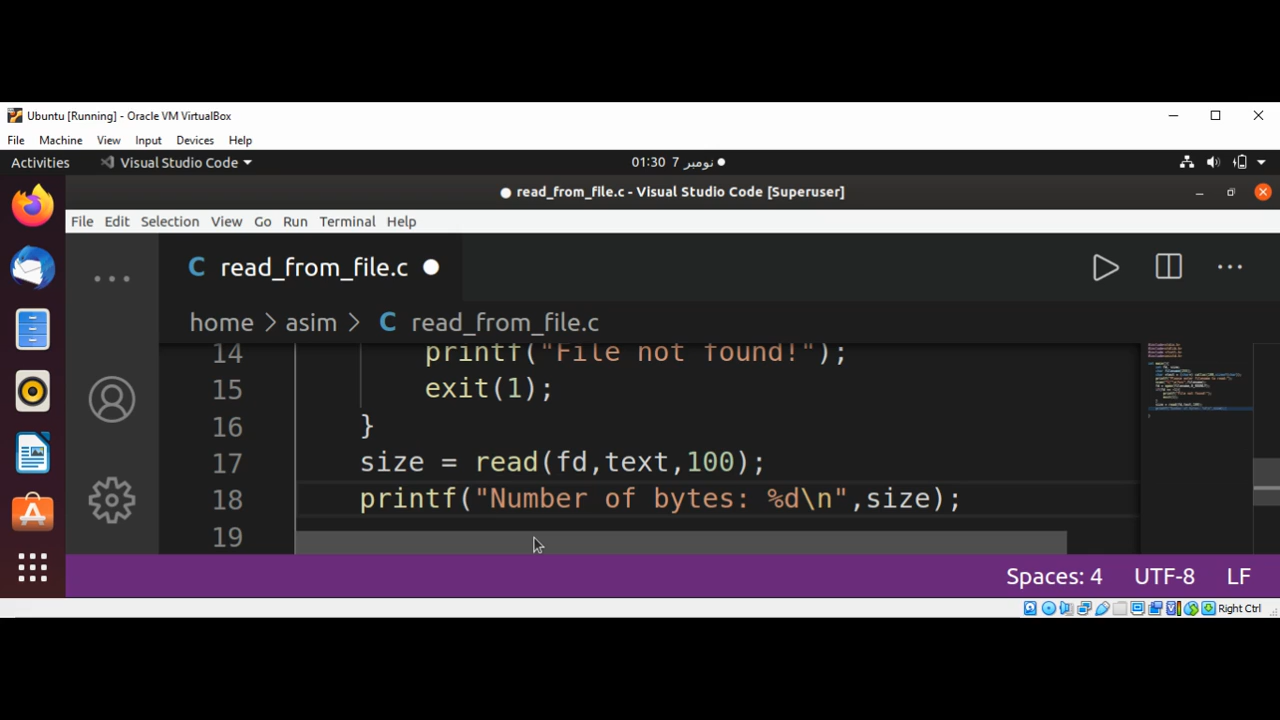 Ubuntu [Running] - Oracle VM VirtualBox
File Machine View Input Devices Help
Activities Visual Studio Code 01:30 7 نومبر
● read_from_file.c - Visual Studio Code [Superuser]
File Edit Selection View Go Run Terminal Help
C read_from_file.c
home > asim > C read_from_file.c
14 printf("File not found!");
15 exit(1);
16 }
17 size = read(fd,text,100);
18 printf("Number of bytes: %d\n",size);
19
Spaces: 4 UTF-8 LF
Right Ctrl